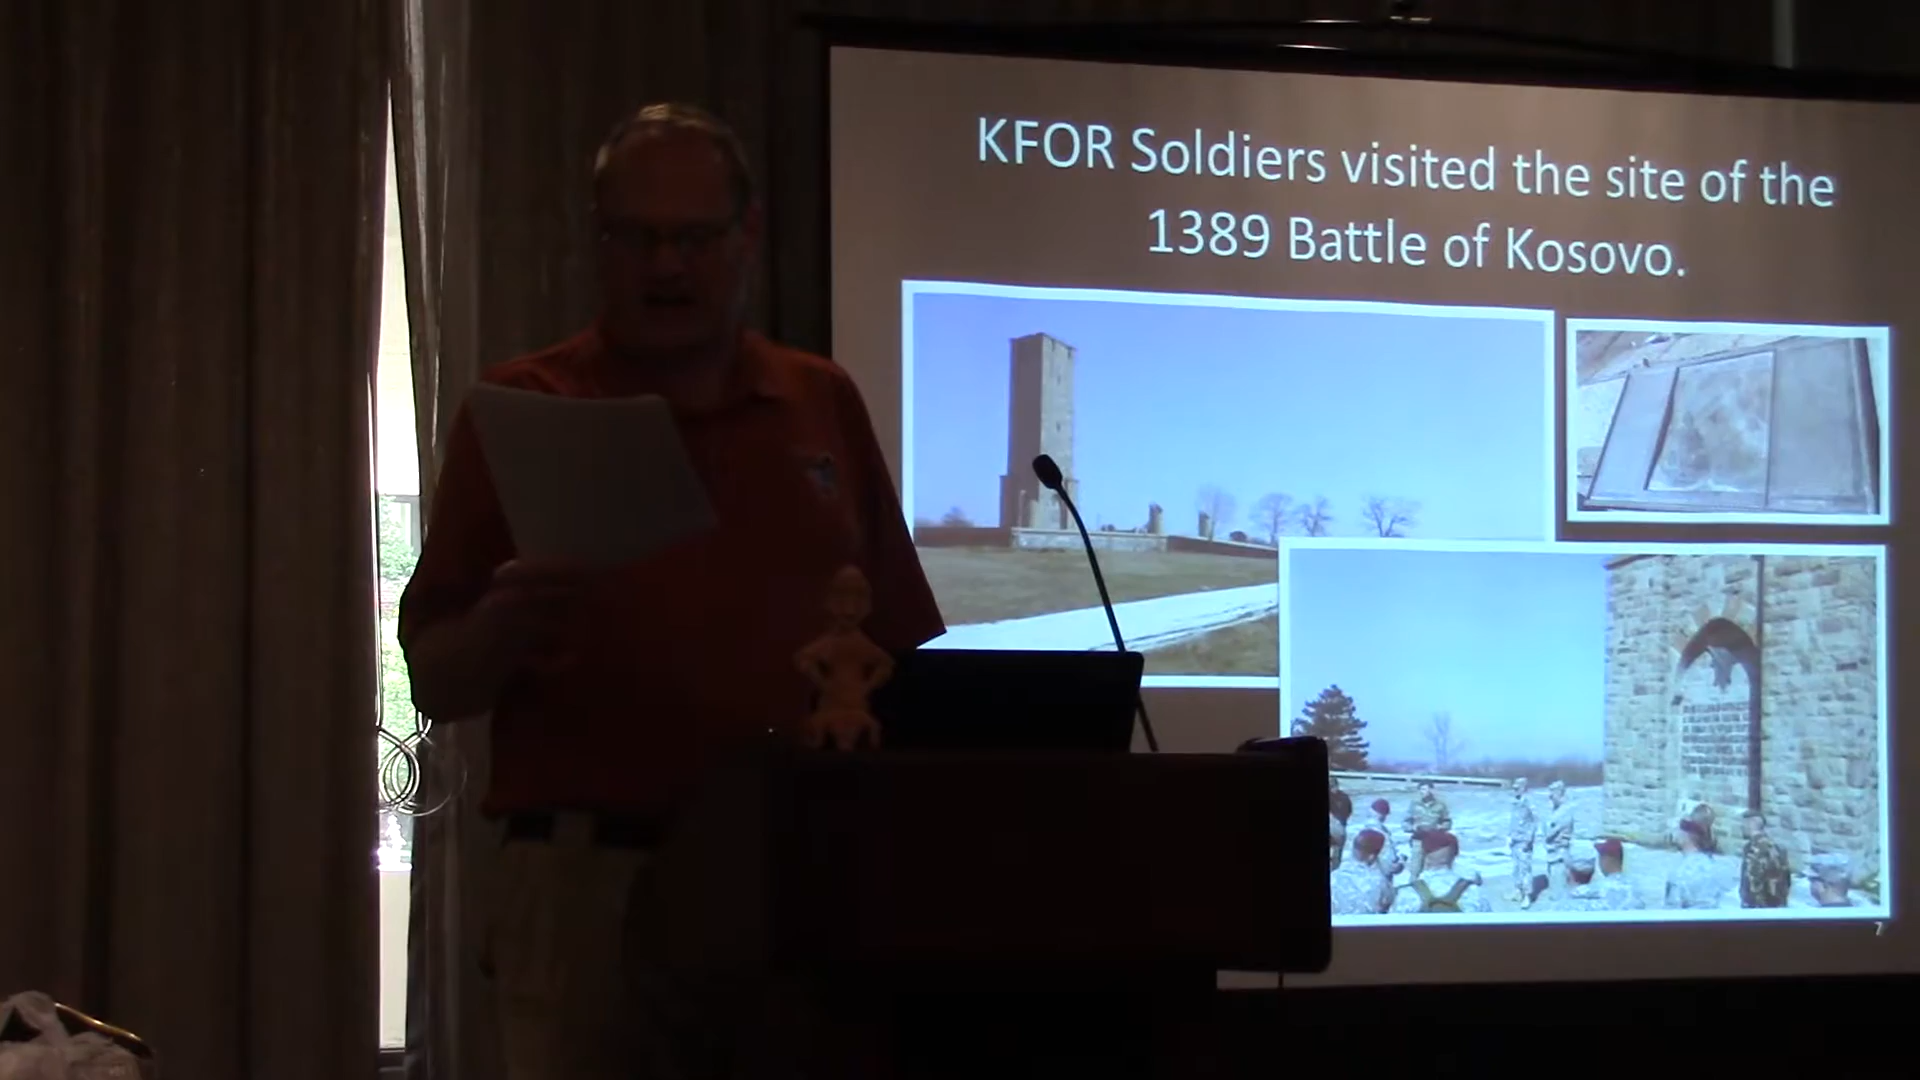 KFOR Soldiers visited the site of the
1389 Battle of Kosovo.
7